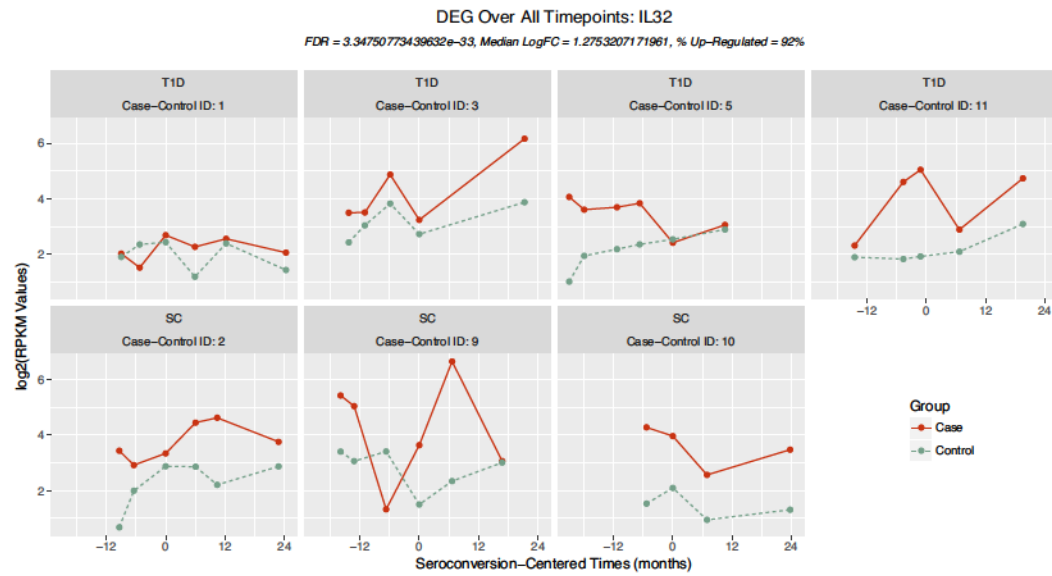 DEG Over All Timepoints: IL32
FDR = 3.34750773439632e−33, Median LogFC = 1.2753207171961, % Up−Regulated = 92%
T1D
Case−Control ID: 1
T1D
Case−Control ID: 3
T1D
Case−Control ID: 5
T1D
Case−Control ID: 11
6
4
2
−12 0 12 24
SC
Case−Control ID: 2
SC
Case−Control ID: 9
SC
Case−Control ID: 10
6
4
2
−12 0 12 24
−12 0 12 24
−12 0 12 24
log2(RPKM Values)
Seroconversion−Centered Times (months)
Group
Case
Control